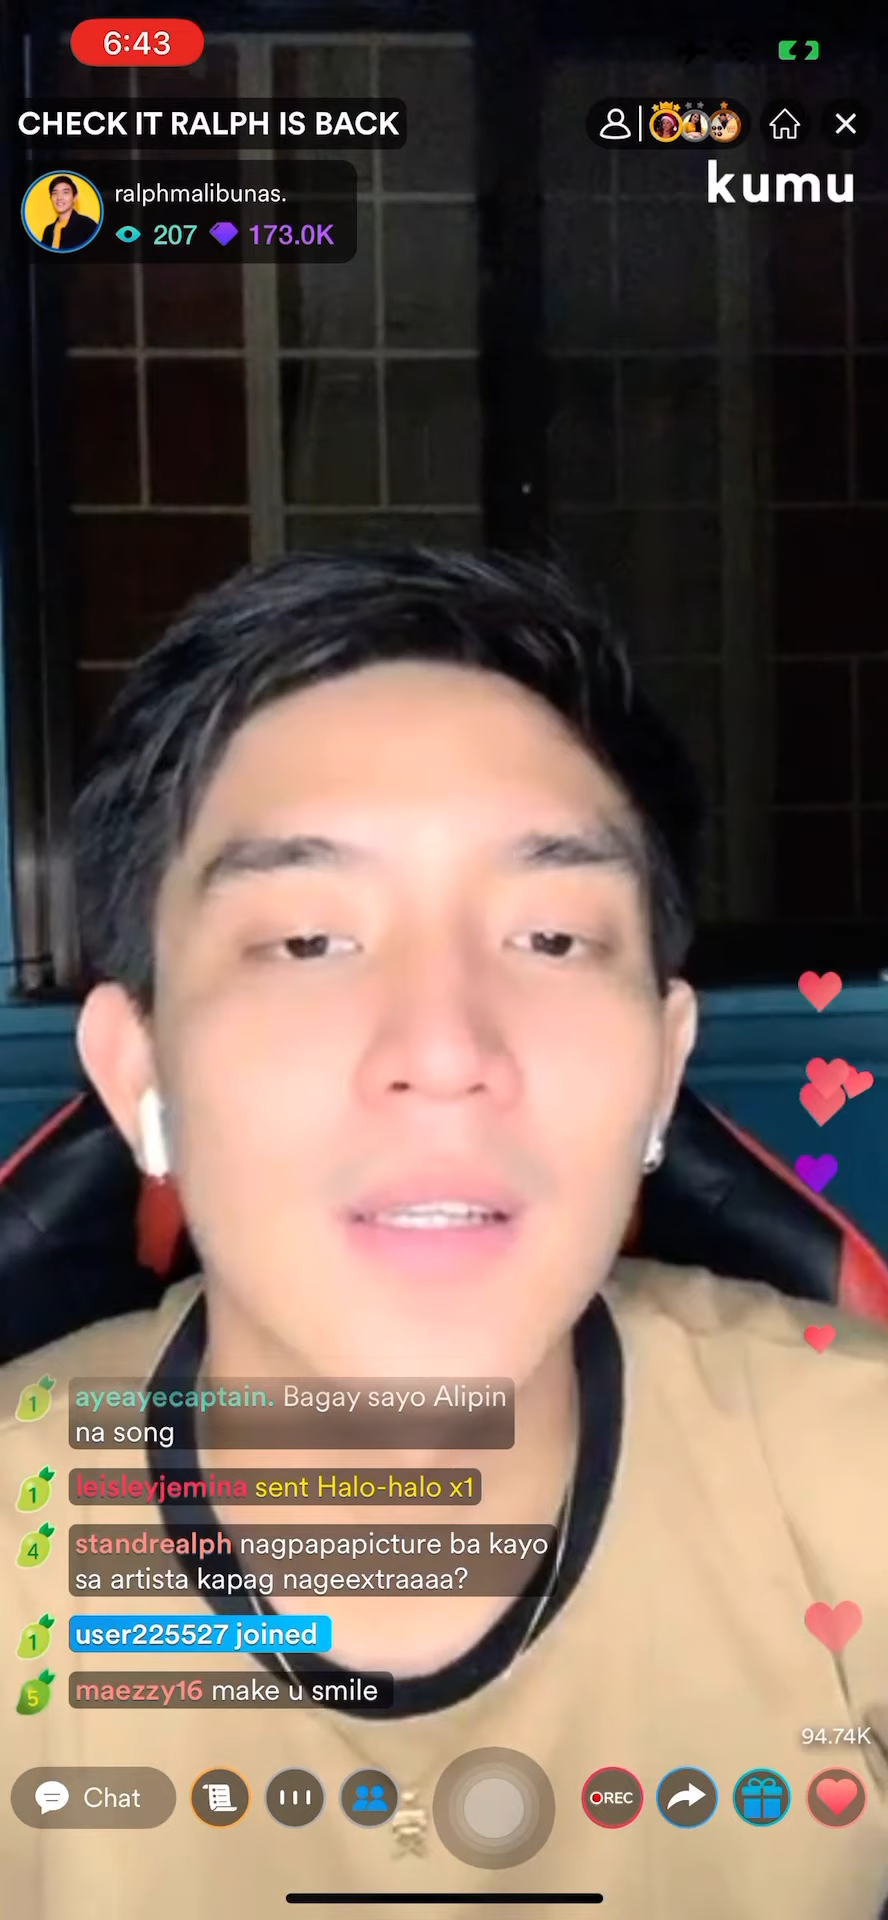 6:43
CHECK IT RALPH IS BACK
kumu
ralphmalibunas.
207 173.0K
1 ayeayecaptain. Bagay sayo Alipin
na song
1 leisleyjemina sent Halo-halo x1
4 standrealph nagpapapicture ba kayo
sa artista kapag nageextraaaa?
1 user225527 joined
5 maezzy16 make u smile
94.74K
Chat
REC